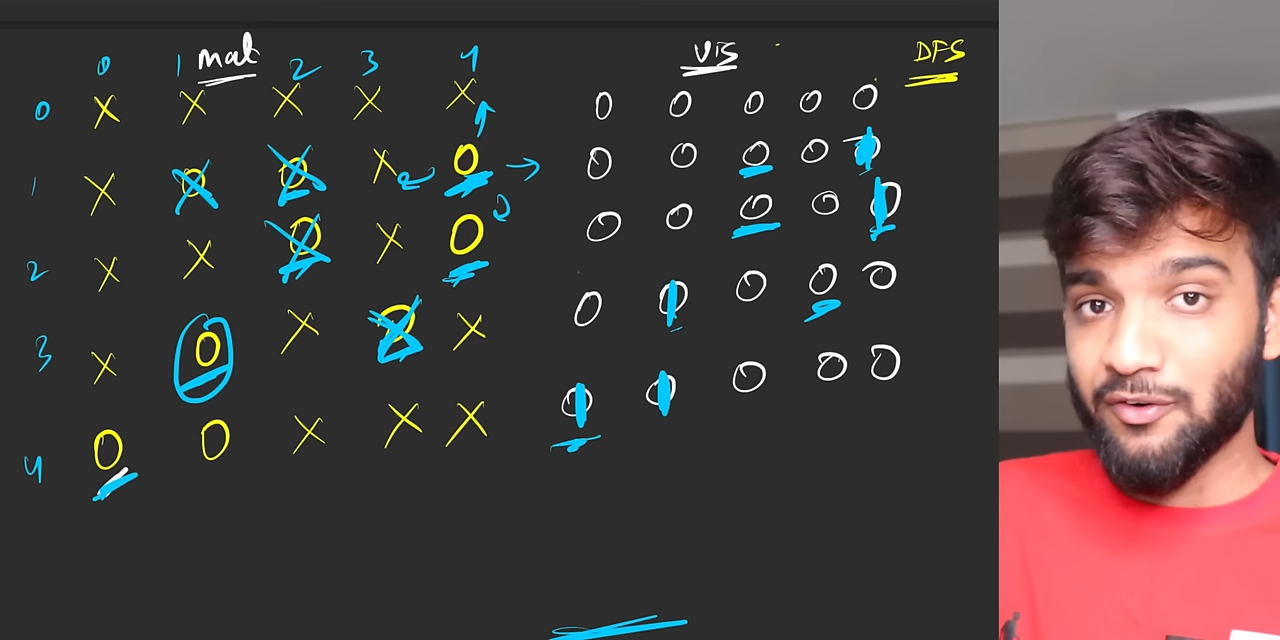 mat vis DFS
0 1 2 3 4
0 X X X X X 0 0 0 0 0
1 X O O X O → 0 0 0 0 1
2 X X O X O 0 0 0 0 1
3 X O X O X 0 1 0 0 0
4 O O X X X 1 1 0 0 0